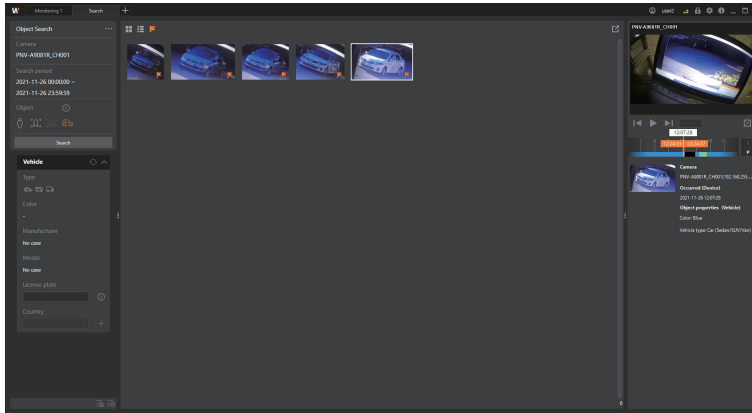 W
Monitoring 1
Search
user2
Object Search
Camera
PNV-A9081R_CH001
Search period
2021-11-26 00:00:00 ~
2021-11-26 23:59:59
Object
Search
Vehicle
Type
Color
-
Manufacturer
No case
Model
No case
License plate
Country
PNV-A9081R_CH001
12:07:28
Camera
Occurred (Device)
2021-11-26 12:07:28
Object properties (Vehicle)
Color: Blue
Vehicle type: Car (Sedan/SUV/Van)